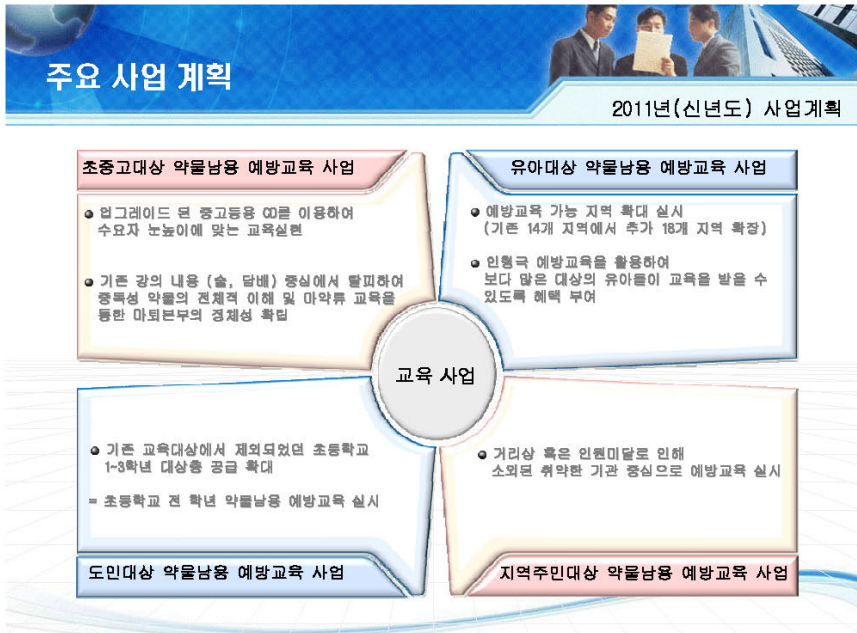 주요 사업 계획
2011년(신년도) 사업계획
초중고대상 약물남용 예방교육 사업
업그레이드 된 중고등용 CD를 이용하여
수요자 눈높이에 맞는 교육실현
기존 강의 내용 (술, 담배) 중심에서 탈피하여
중독성 약물의 전체적 이해 및 마약류 교육을
통한 마퇴본부의 정체성 확립
유아대상 약물남용 예방교육 사업
예방교육 가능 지역 확대 실시
(기존 14개 지역에서 추가 18개 지역 확장)
인형극 예방교육을 활용하여
보다 많은 대상의 유아들이 교육을 받을 수
있도록 혜택 부여
교육 사업
기존 교육대상에서 제외되었던 초등학교
1~3학년 대상층 공급 확대
= 초등학교 전 학년 약물남용 예방교육 실시
도민대상 약물남용 예방교육 사업
거리상 혹은 인원미달로 인해
소외된 취약한 기관 중심으로 예방교육 실시
지역주민대상 약물남용 예방교육 사업